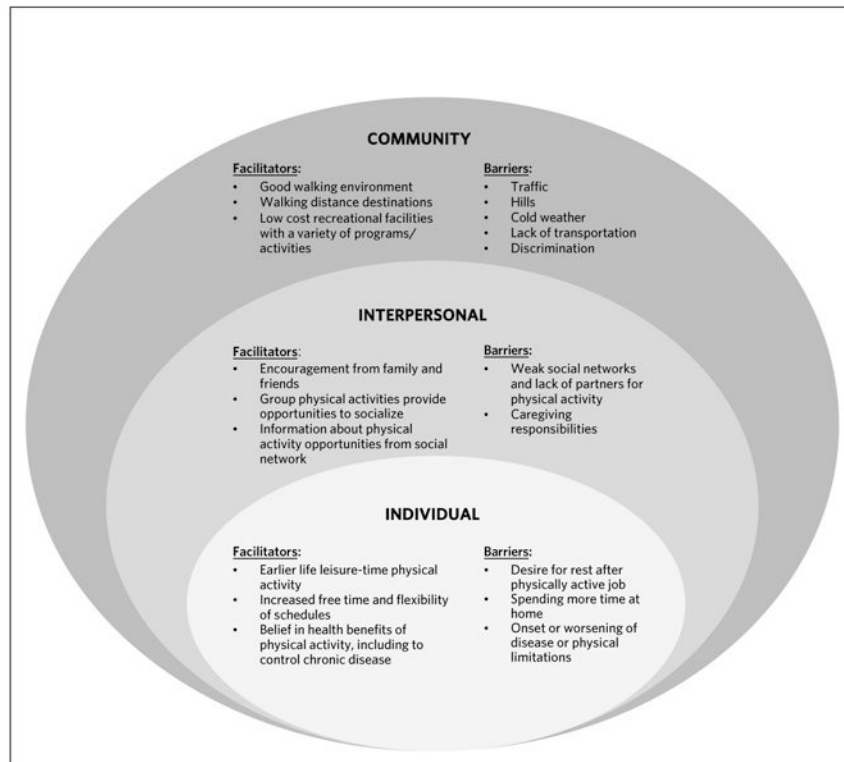 COMMUNITY
Facilitators:
• Good walking environment
• Walking distance destinations
• Low cost recreational facilities
with a variety of programs/
activities
Barriers:
• Traffic
• Hills
• Cold weather
• Lack of transportation
• Discrimination
INTERPERSONAL
Facilitators:
• Encouragement from family and
friends
• Group physical activities provide
opportunities to socialize
• Information about physical
activity opportunities from social
network
Barriers:
• Weak social networks
and lack of partners for
physical activity
• Caregiving
responsibilities
INDIVIDUAL
Facilitators:
• Earlier life leisure-time physical
activity
• Increased free time and flexibility
of schedules
• Belief in health benefits of
physical activity, including to
control chronic disease
Barriers:
• Desire for rest after
physically active job
• Spending more time at
home
• Onset or worsening of
disease or physical
limitations